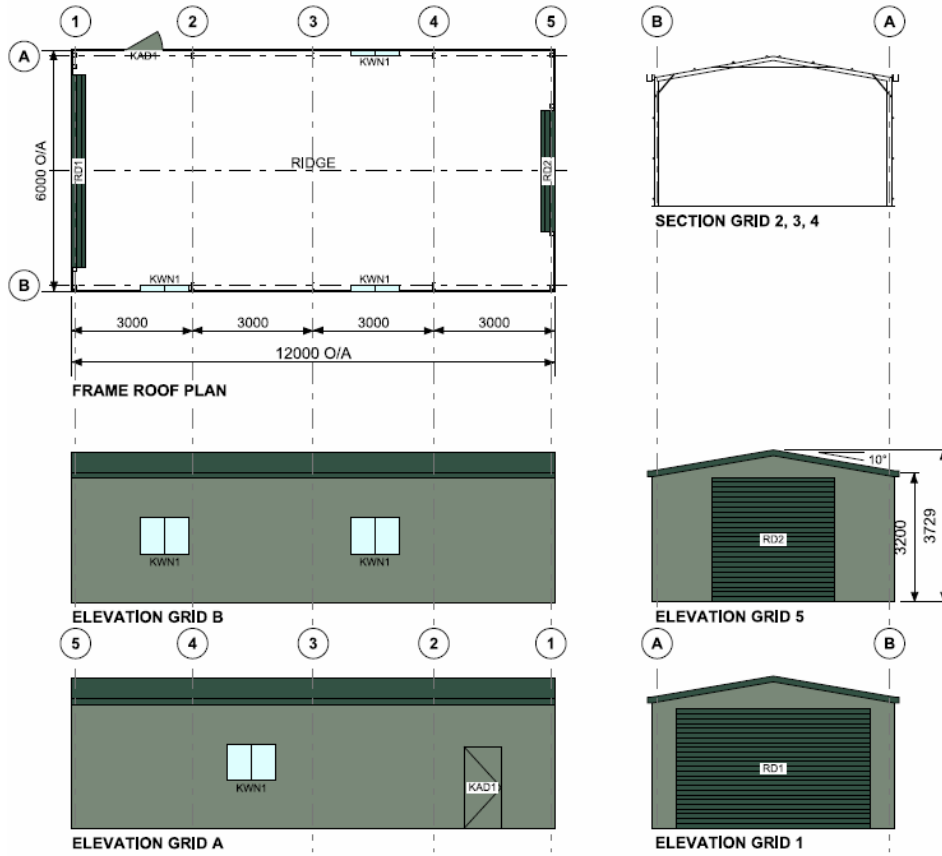 1 2 3 4 5
B A
A
KAD1
KWN1
6000 O/A
RD1
RIDGE
RD2
SECTION GRID 2, 3, 4
B
KWN1
KWN1
3000 3000 3000 3000
12000 O/A
FRAME ROOF PLAN
KWN1
KWN1
ELEVATION GRID B
10°
RD2
3200
3729
ELEVATION GRID 5
5 4 3 2 1
KWN1
KAD1
ELEVATION GRID A
A B
RD1
ELEVATION GRID 1